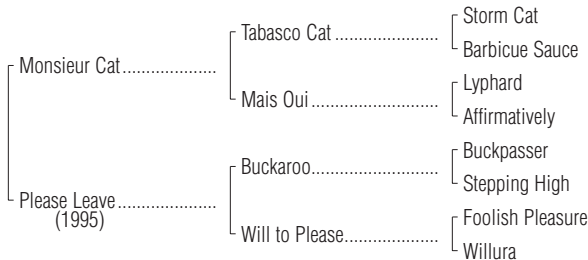 Storm Cat
Tabasco Cat ........................
Barbicue Sauce
Monsieur Cat......................
Lyphard
Mais Oui .............................
Affirmatively
Buckpasser
Buckaroo.............................
Stepping High
Please Leave .......................
(1995)
Foolish Pleasure
Will to Please.....................
Willura